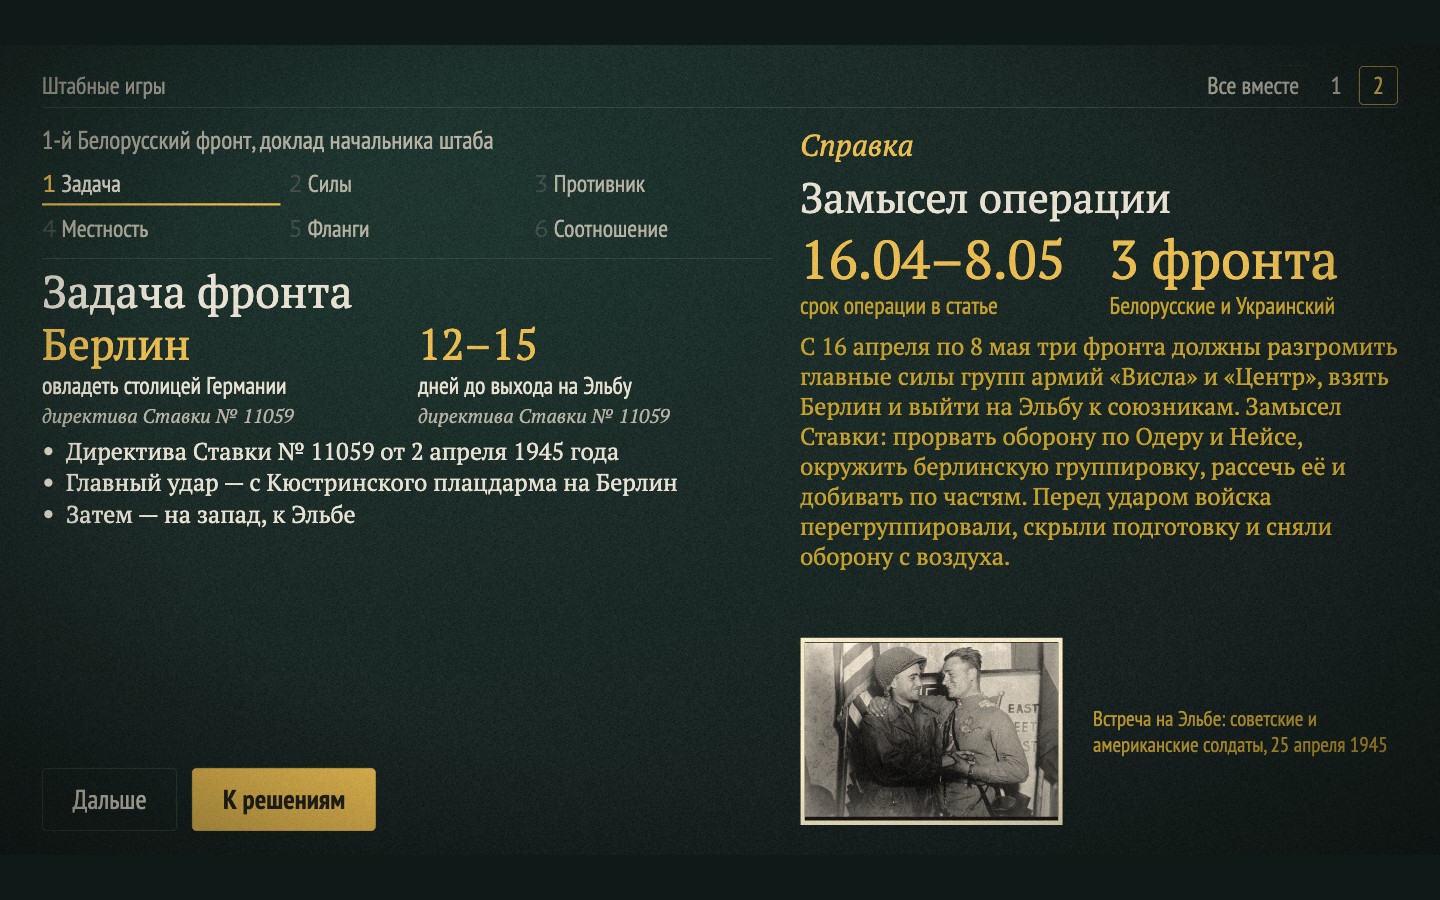 Штабные игры
Все вместе 1 2
1-й Белорусский фронт, доклад начальника штаба
1 Задача
2 Силы
3 Противник
4 Местность
5 Фланги
6 Соотношение
Задача фронта
Берлин
овладеть столицей Германии
директива Ставки № 11059
12–15
дней до выхода на Эльбу
директива Ставки № 11059
• Директива Ставки № 11059 от 2 апреля 1945 года
• Главный удар — с Кюстринского плацдарма на Берлин
• Затем — на запад, к Эльбе
Дальше
К решениям
Справка
Замысел операции
16.04–8.05
срок операции в статье
3 фронта
Белорусские и Украинский
С 16 апреля по 8 мая три фронта должны разгромить
главные силы групп армий «Висла» и «Центр», взять
Берлин и выйти на Эльбу к союзникам. Замысел
Ставки: прорвать оборону по Одеру и Нейсе,
окружить берлинскую группировку, рассечь её и
добивать по частям. Перед ударом войска
перегруппировали, скрыли подготовку и сняли
оборону с воздуха.
EAST
Встреча на Эльбе: советские и
американские солдаты, 25 апреля 1945